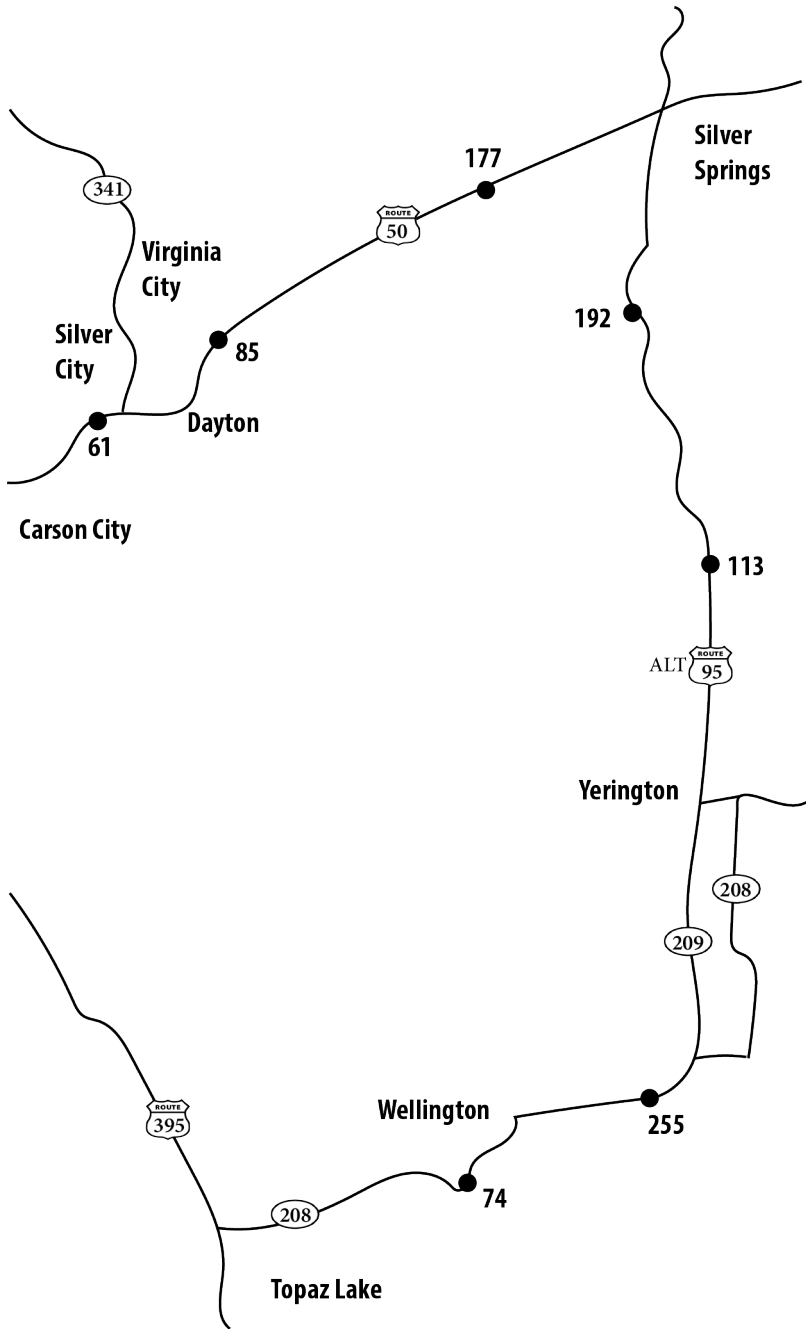 Silver
Springs
177
341
ROUTE
50
Virginia
City
192
Silver
City
85
Dayton
61
Carson City
113
ALT
ROUTE
95
Yerington
208
209
Wellington
ROUTE
395
255
74
208
Topaz Lake